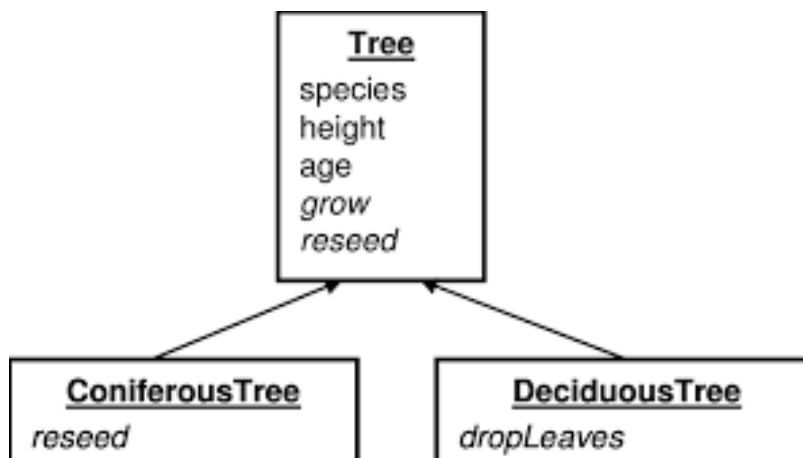 Tree
species
height
age
grow
reseed
ConiferousTree
reseed
DeciduousTree
dropLeaves